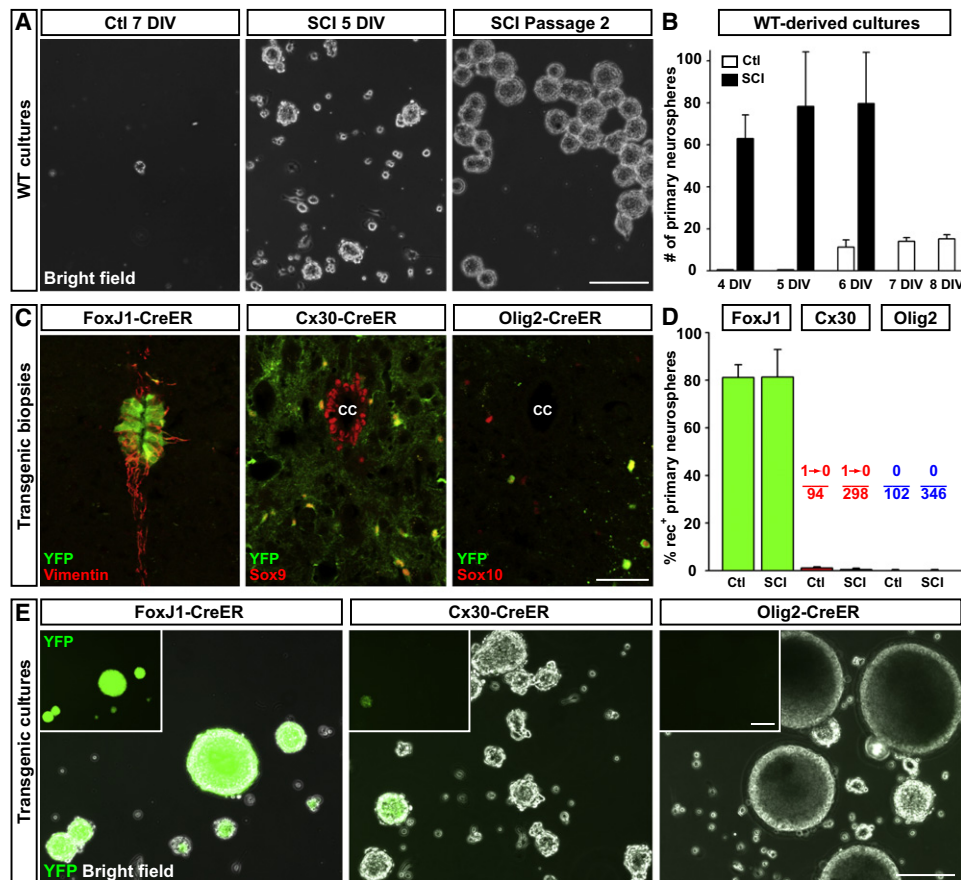 A
Ctl 7 DIV
SCI 5 DIV
SCI Passage 2
WT cultures
Bright field
B
WT-derived cultures
Ctl
SCI
# of primary neurospheres
100
80
60
40
20
0
4 DIV 5 DIV 6 DIV 7 DIV 8 DIV
C
FoxJ1-CreER
Cx30-CreER
Olig2-CreER
Transgenic biopsies
YFP
Vimentin
CC
YFP
Sox9
CC
YFP
Sox10
D
FoxJ1 Cx30 Olig2
% rec+ primary neurospheres
100
80
60
40
20
0
1→0 1→0 0 0
94 298 102 346
Ctl SCI Ctl SCI Ctl SCI
E
FoxJ1-CreER
Cx30-CreER
Olig2-CreER
Transgenic cultures
YFP
YFP Bright field